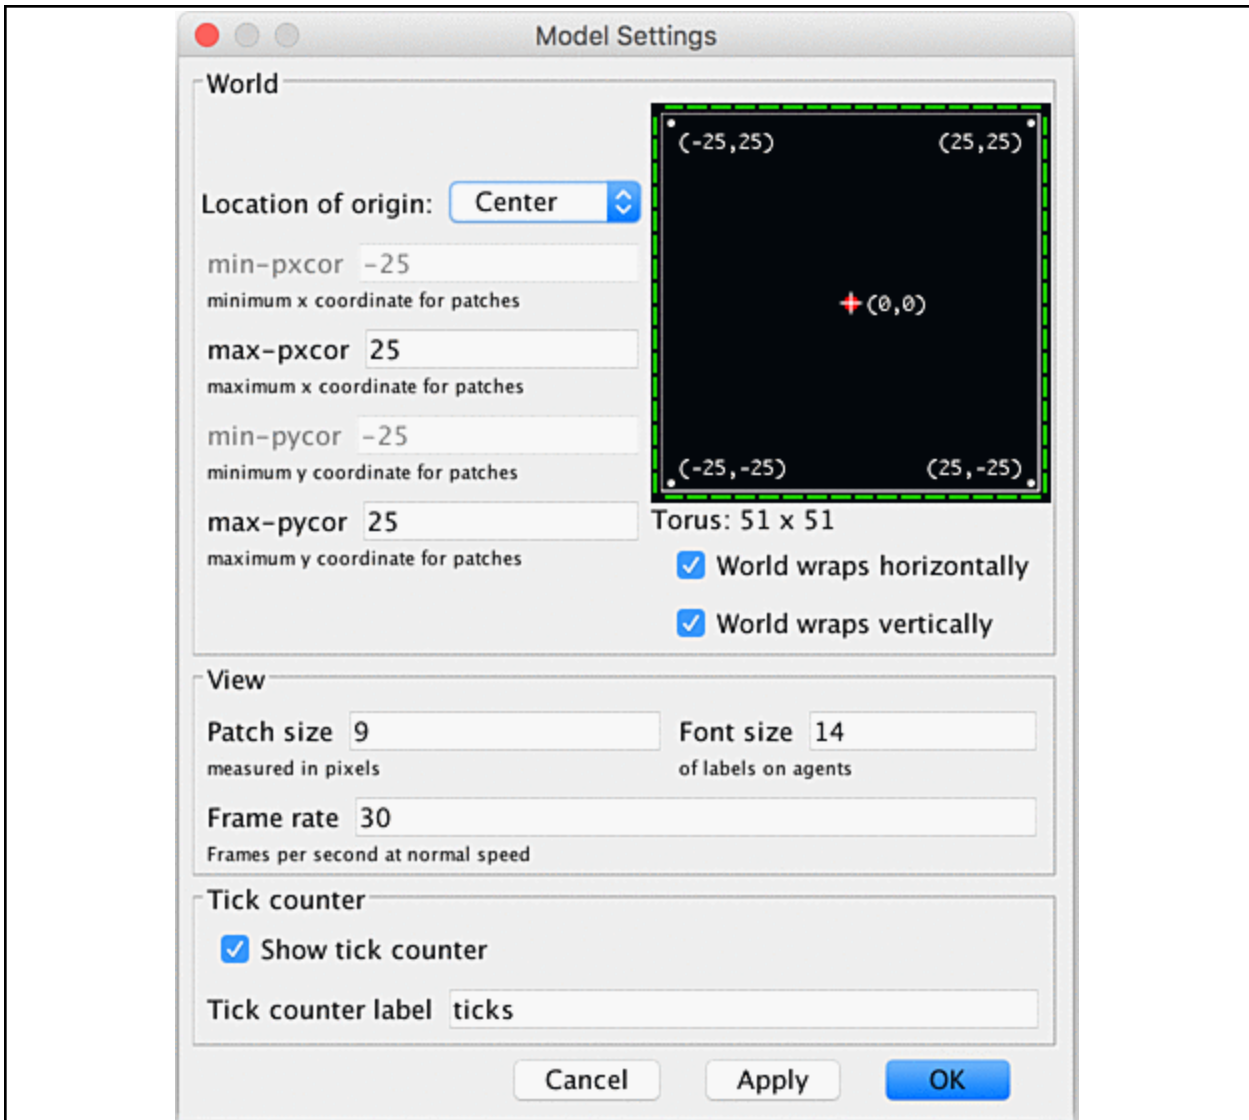 Model Settings
World
(-25,25) (25,25)
Location of origin: Center
min-pxcor -25
minimum x coordinate for patches
(0,0)
max-pxcor 25
maximum x coordinate for patches
min-pycor -25
minimum y coordinate for patches
(-25,-25) (25,-25)
max-pycor 25
maximum y coordinate for patches
Torus: 51 x 51
World wraps horizontally
World wraps vertically
View
Patch size 9
measured in pixels
Font size 14
of labels on agents
Frame rate 30
Frames per second at normal speed
Tick counter
Show tick counter
Tick counter label ticks
Cancel Apply OK